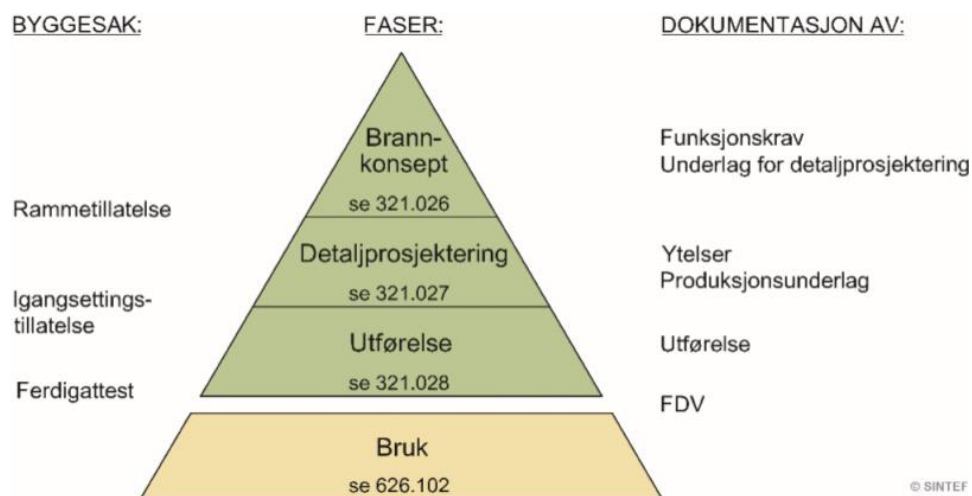 BYGGESAK:
FASER:
DOKUMENTASJON AV:
Brann-
konsept
se 321.026
Funksjonskrav
Underlag for detaljprosjektering
Rammetillatelse
Detaljprosjektering
se 321.027
Ytelser
Produksjonsunderlag
Igangsettings-
tillatelse
Utførelse
se 321.028
Utførelse
Ferdigattest
FDV
Bruk
se 626.102
© SINTEF